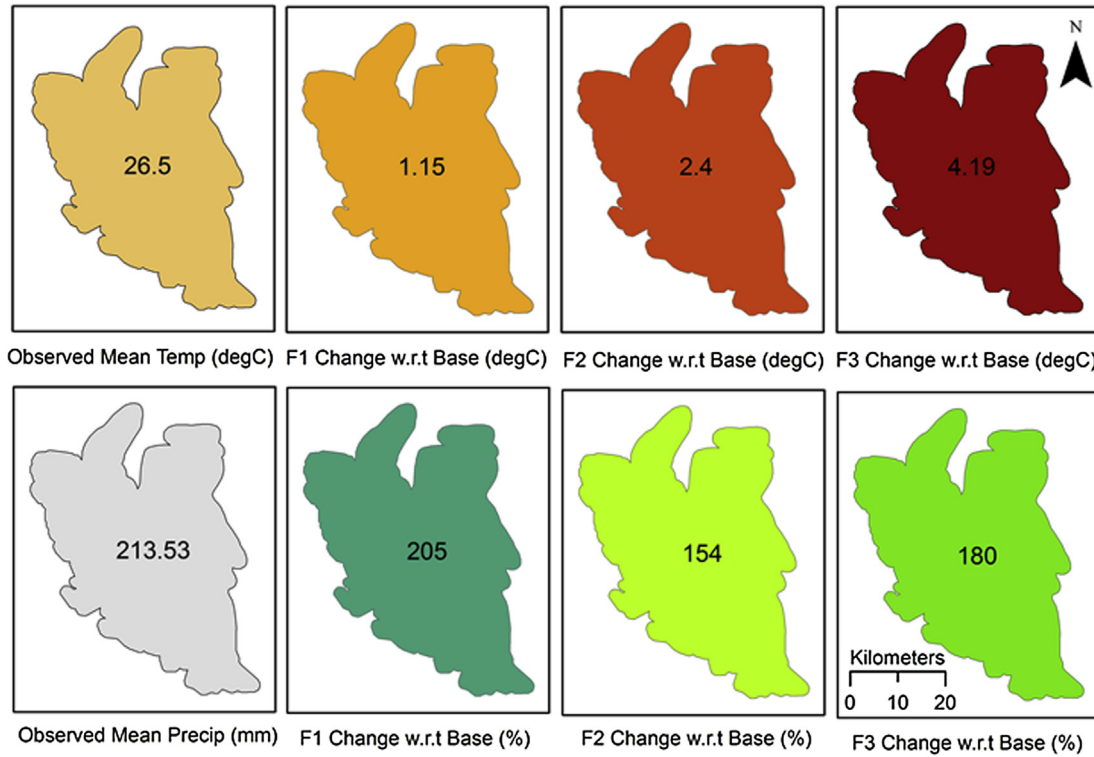 N
26.5
1.15
2.4
4.19
Observed Mean Temp (degC)
F1 Change w.r.t Base (degC)
F2 Change w.r.t Base (degC)
F3 Change w.r.t Base (degC)
213.53
205
154
180
Kilometers
0 10 20
Observed Mean Precip (mm)
F1 Change w.r.t Base (%)
F2 Change w.r.t Base (%)
F3 Change w.r.t Base (%)